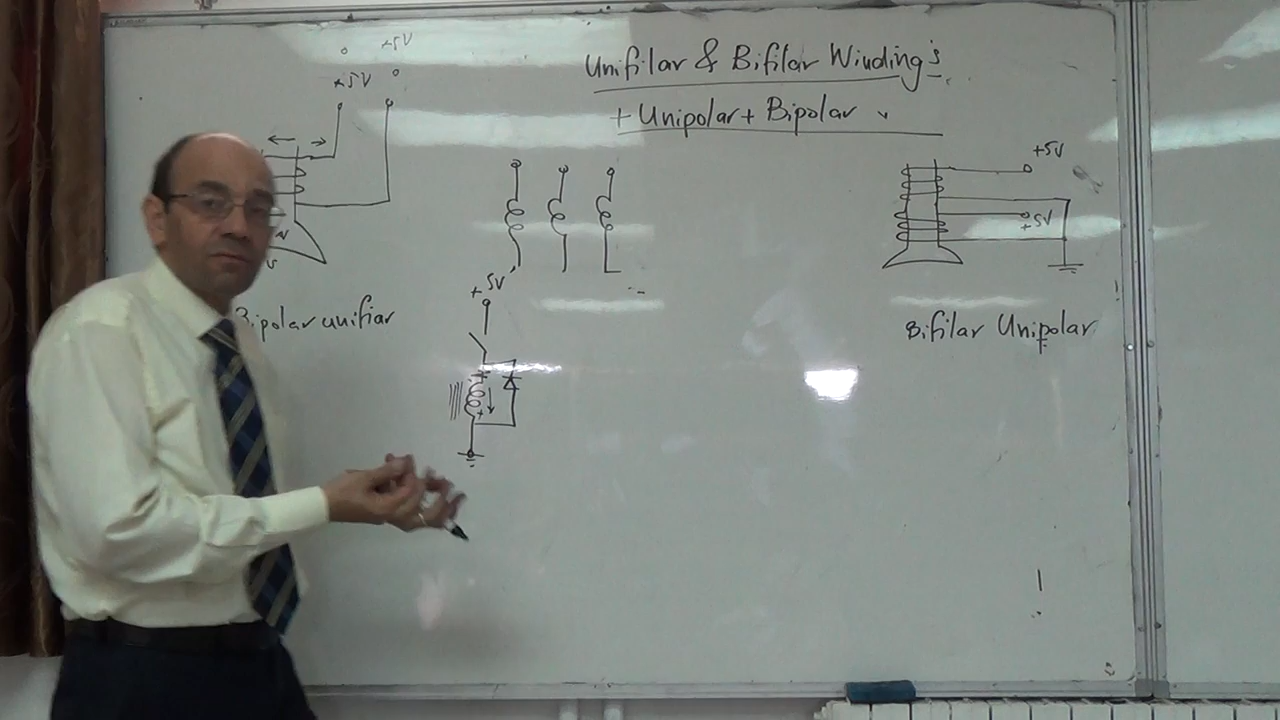 Unifilar & Bifilar Winding's
+ Unipolar + Bipolar
+5V
+5V
Bipolar unifiar
+5V
+5V
+5V
Bifilar Unipolar